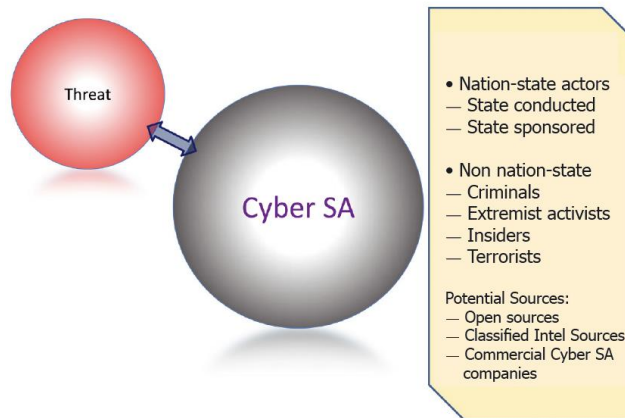 Threat
Cyber SA
• Nation-state actors
— State conducted
— State sponsored
• Non nation-state
— Criminals
— Extremist activists
— Insiders
— Terrorists
Potential Sources:
— Open sources
— Classified Intel Sources
— Commercial Cyber SA
companies